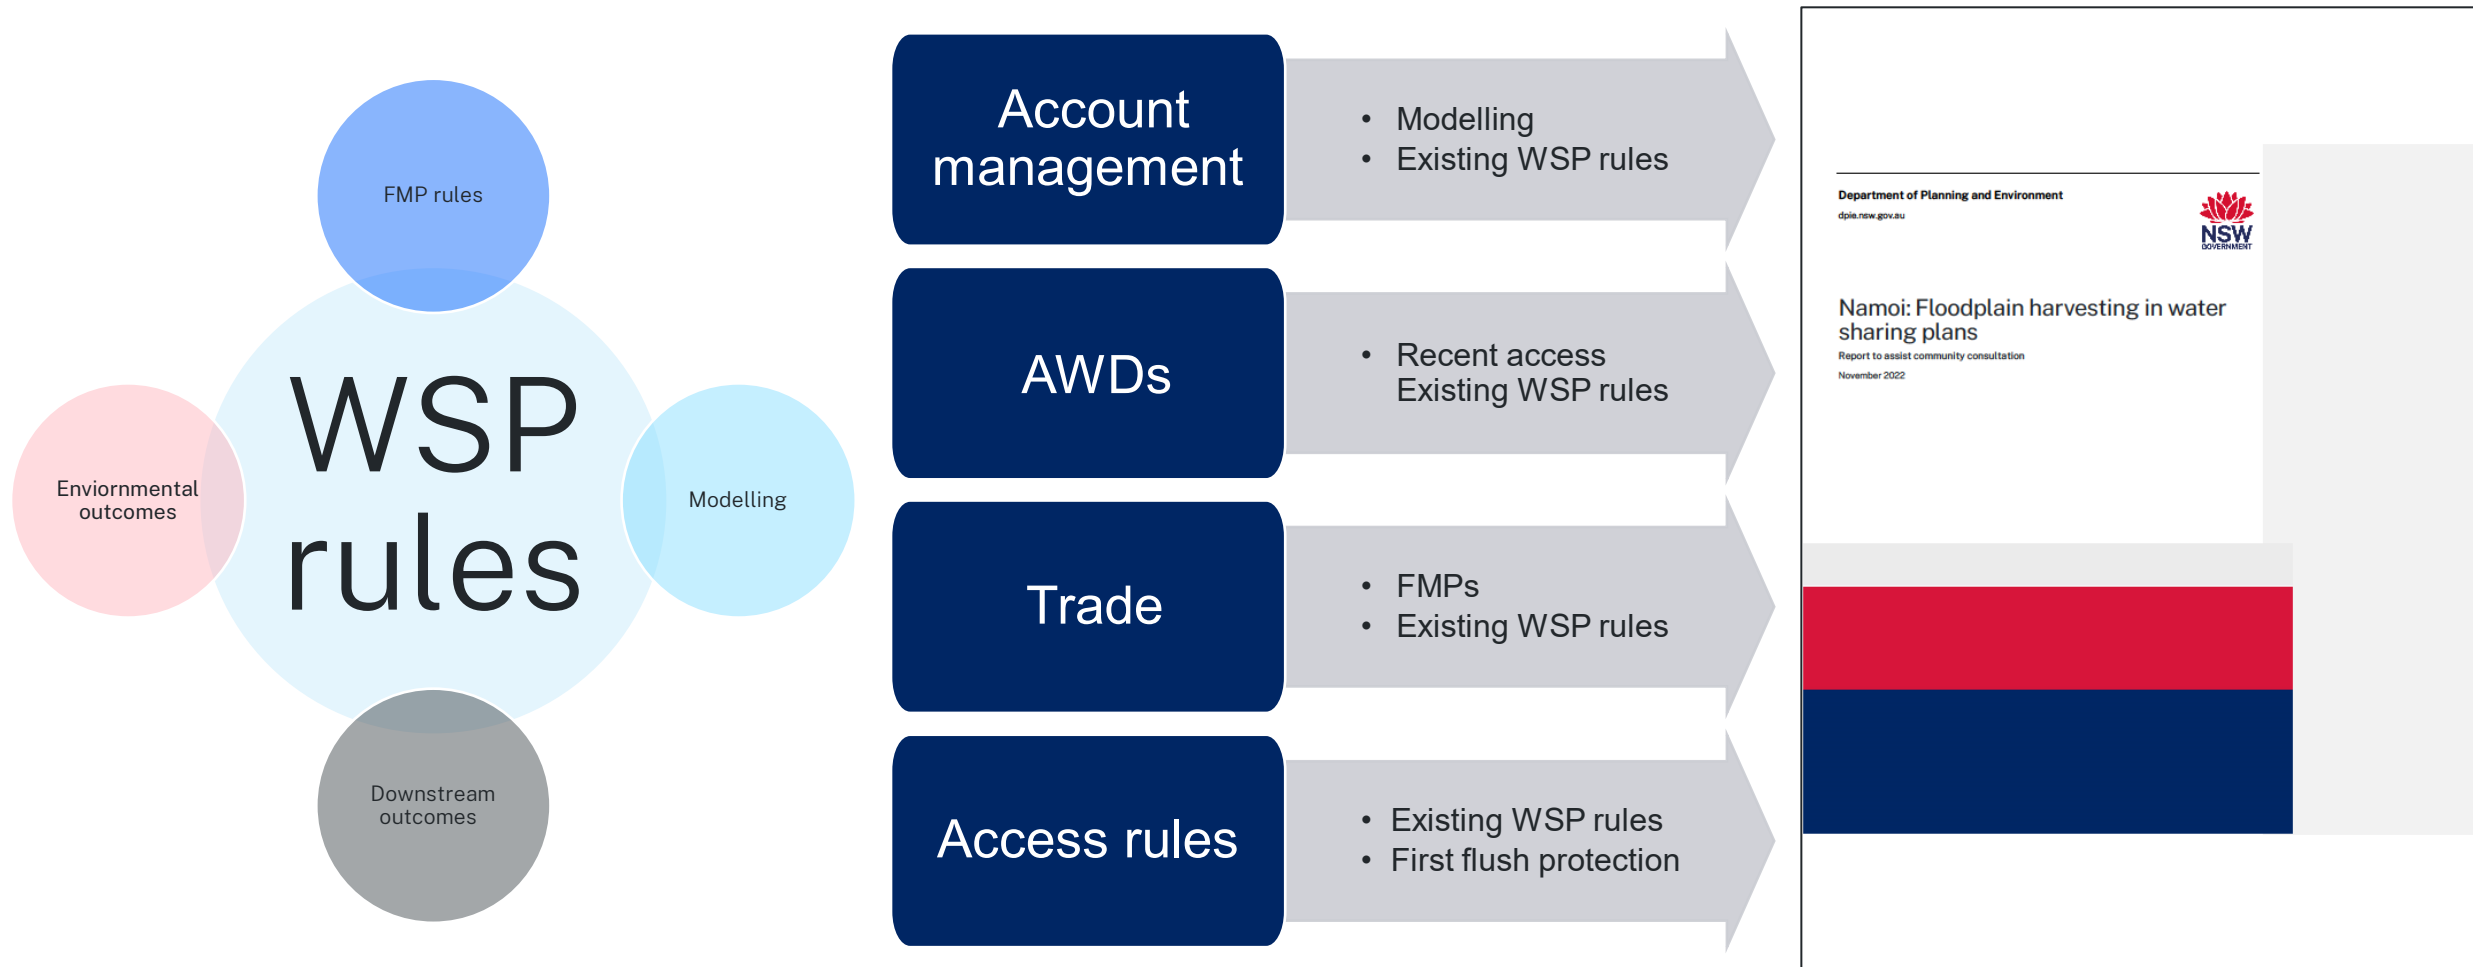 FMP rules
WSP
rules
Enviornmental
outcomes
Modelling
Downstream
outcomes
Account
management
• Modelling
• Existing WSP rules
AWDs
• Recent access
Existing WSP rules
Trade
• FMPs
• Existing WSP rules
Access rules
• Existing WSP rules
• First flush protection
Department of Planning and Environment
dpie.nsw.gov.au
NSW
GOVERNMENT
Namoi: Floodplain harvesting in water
sharing plans
Report to assist community consultation
November 2022